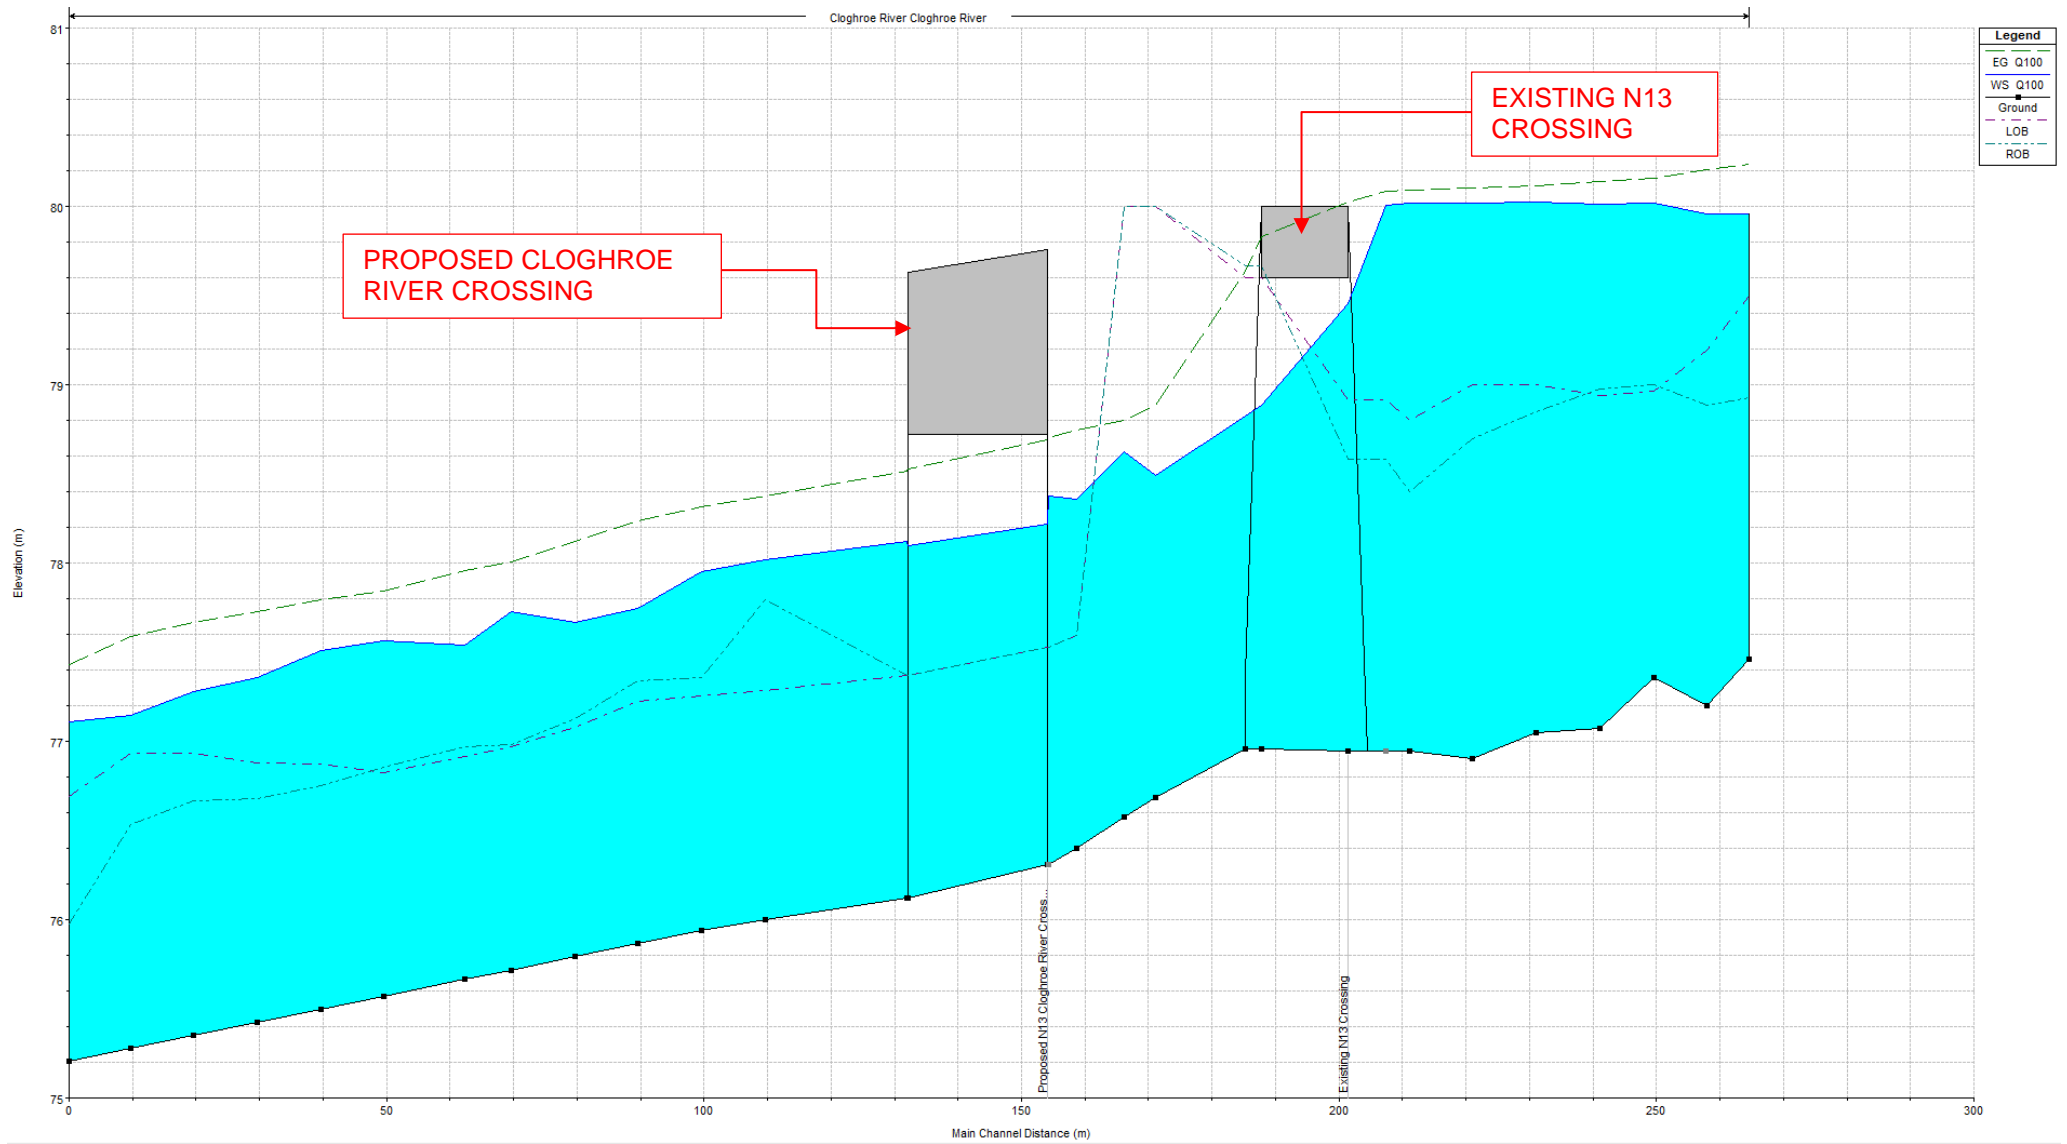 Cloghroe River Cloghroe River
81
80
79
78
77
76
75
Elevation (m)
0
50
100
150
200
250
300
Main Channel Distance (m)
PROPOSED CLOGHROE
RIVER CROSSING
EXISTING N13
CROSSING
Proposed N13 Cloghroe River Cross...
Existing N13 Crossing
Legend
EG Q100
WS Q100
Ground
LOB
ROB